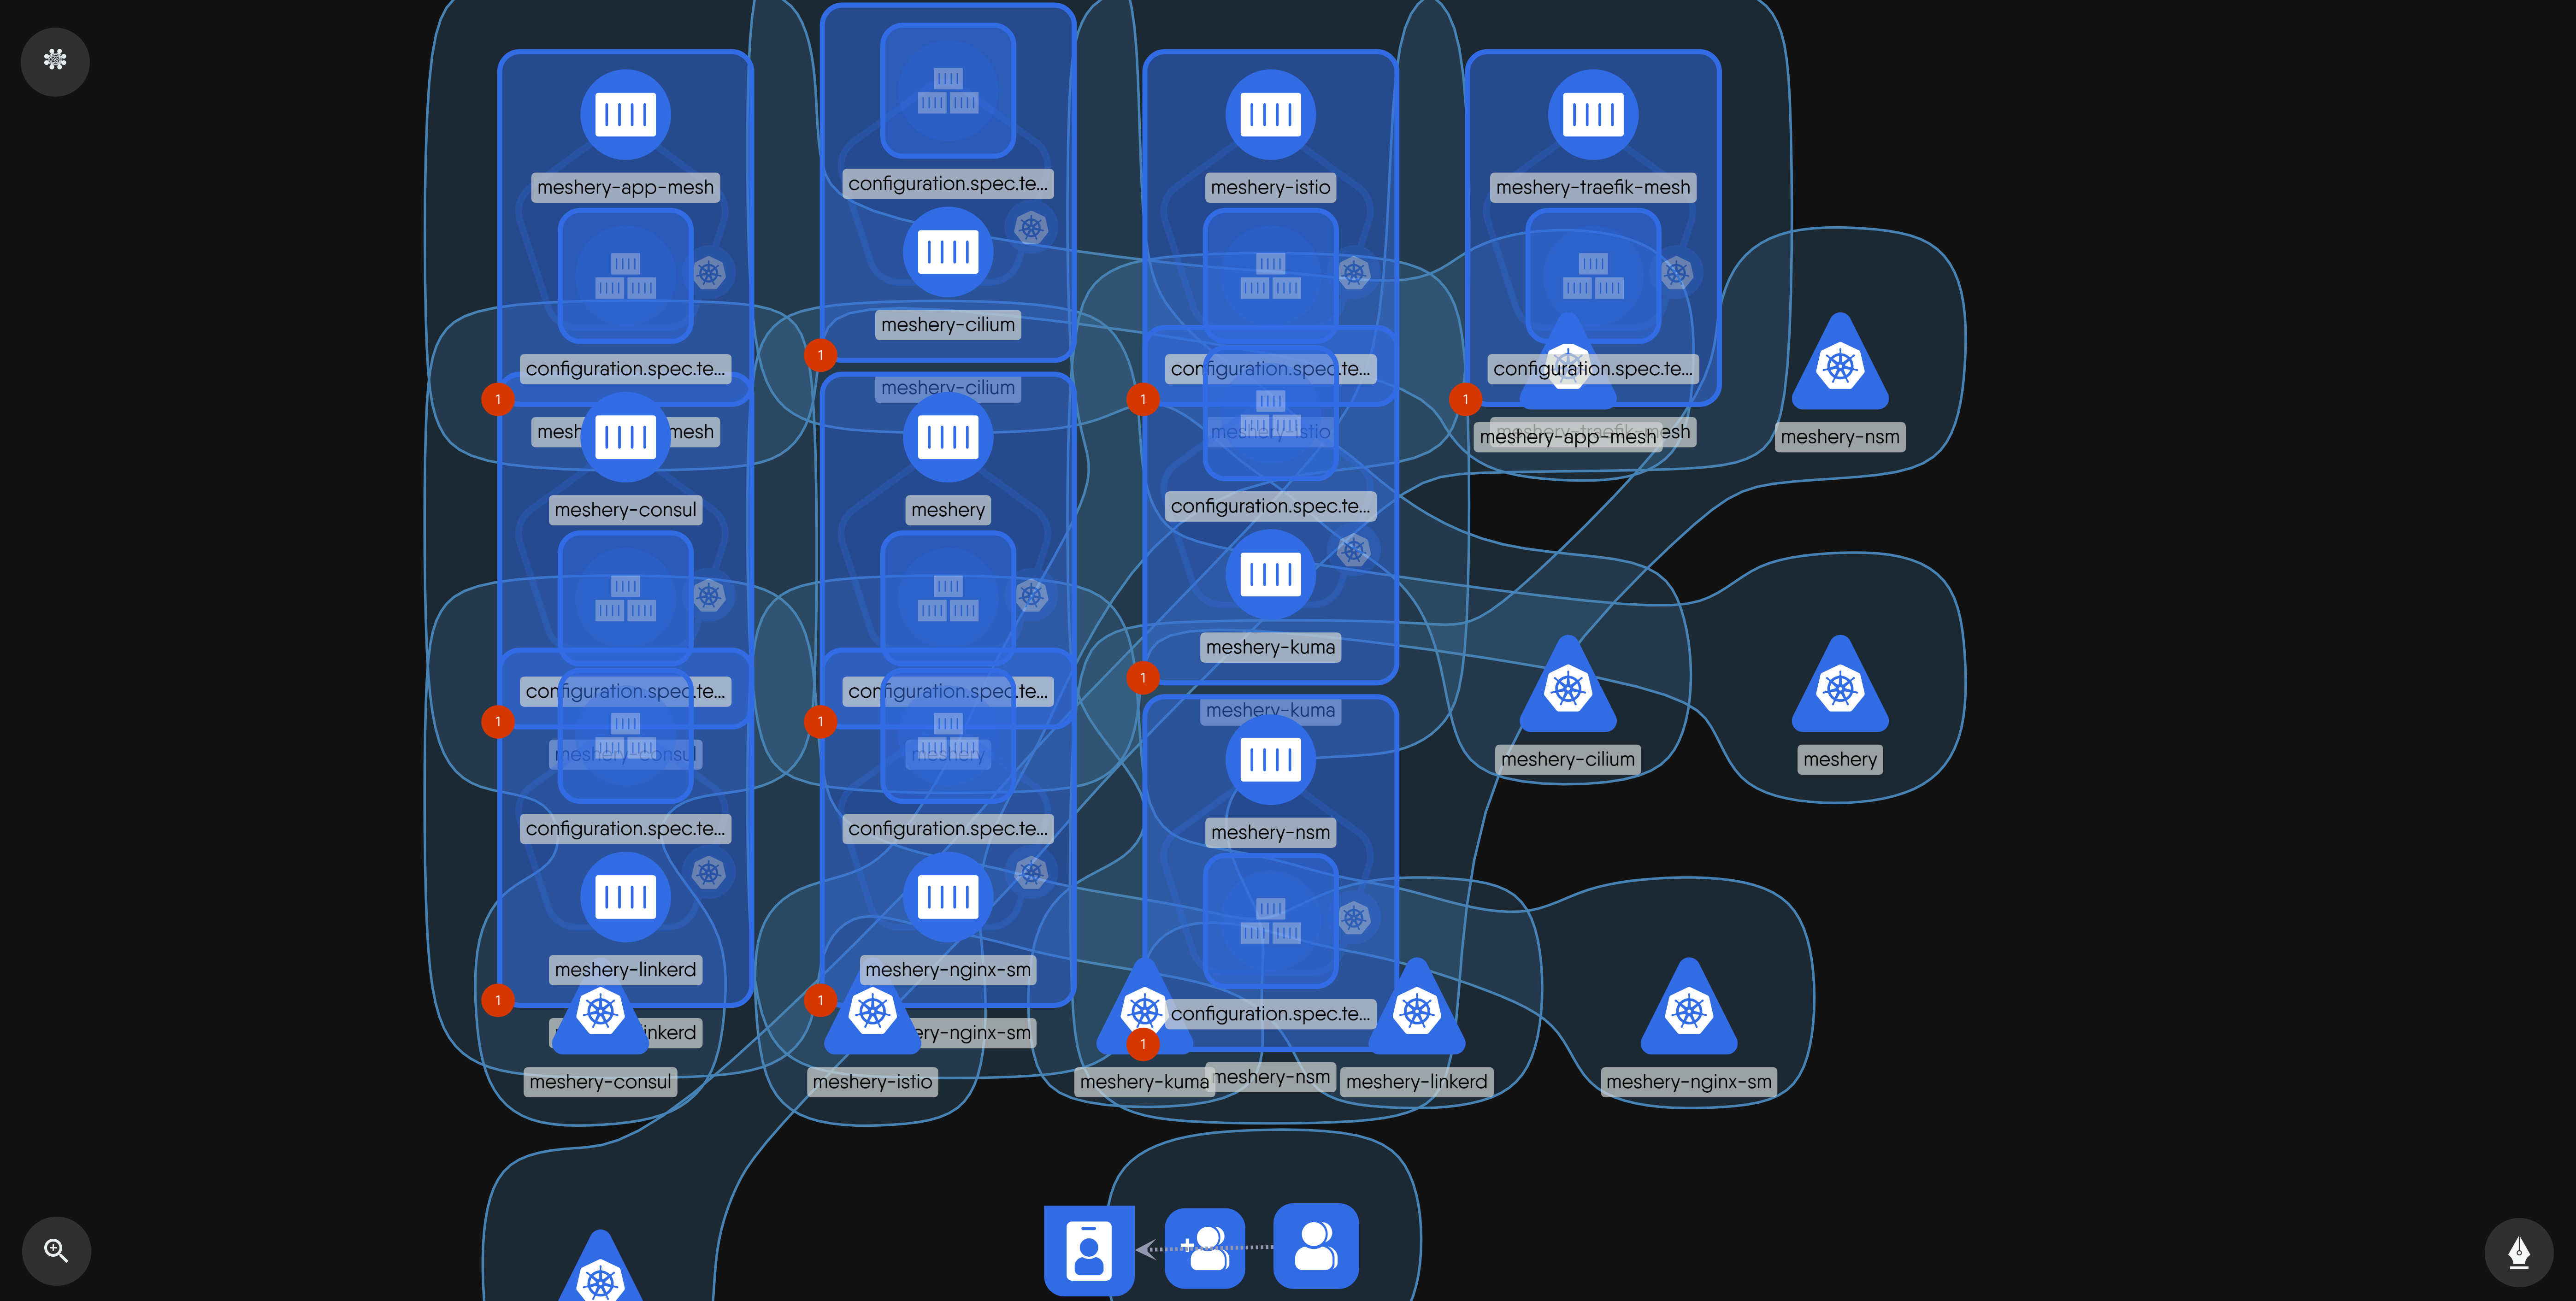 meshery-app-mesh
configuration.spec.te...
meshery-istio
meshery-traefik-mesh
meshery-cilium
1
configuration.spec.te...
configuration.spec.te...
configuration.spec.te...
meshery-cilium
1
1
1
mesh mesh
meshery-istio
meshery-app-mesh
mesh
meshery-nsm
meshery-consul
meshery
configuration.spec.te...
meshery-kuma
1
configuration.spec.te...
configuration.spec.te...
meshery-kuma
1
1
meshery-consul
meshery
meshery-cilium
meshery
configuration.spec.te...
configuration.spec.te...
meshery-nsm
meshery-linkerd
meshery-nginx-sm
1
1
configuration.spec.te...
inkerd
ery-nginx-sm
1
meshery-consul
meshery-istio
meshery-kuma
meshery-nsm
meshery-linkerd
meshery-nginx-sm